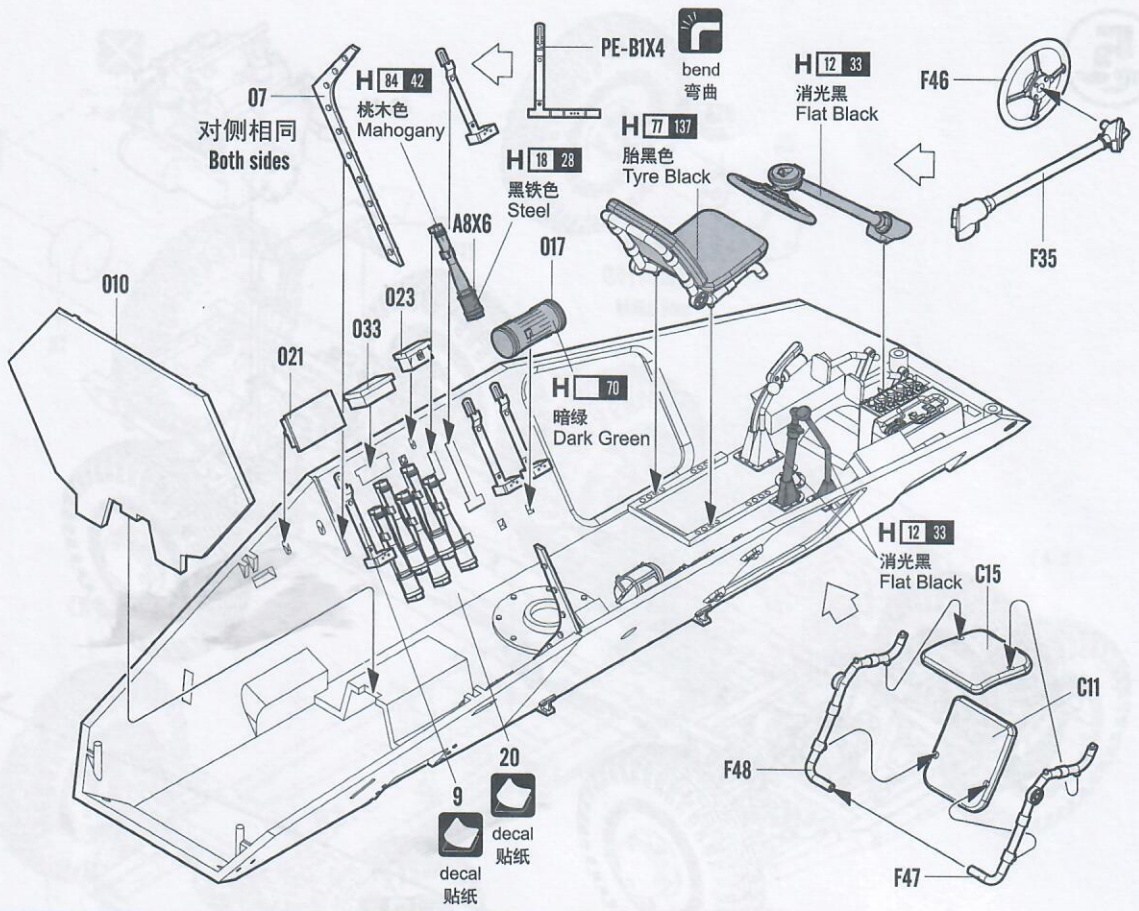 PE-B1X4
bend
弯曲
H 84 42
桃木色
Mahogany
07
对侧相同
Both sides
H 12 33
消光黑
Flat Black
F46
H 77 137
胎黑色
Tyre Black
H 18 28
黑铁色
Steel
A8X6
F35
017
010
023
033
021
H 70
暗绿
Dark Green
H 12 33
消光黑
Flat Black
C15
C11
F48
20
decal
贴纸
9
decal
贴纸
F47